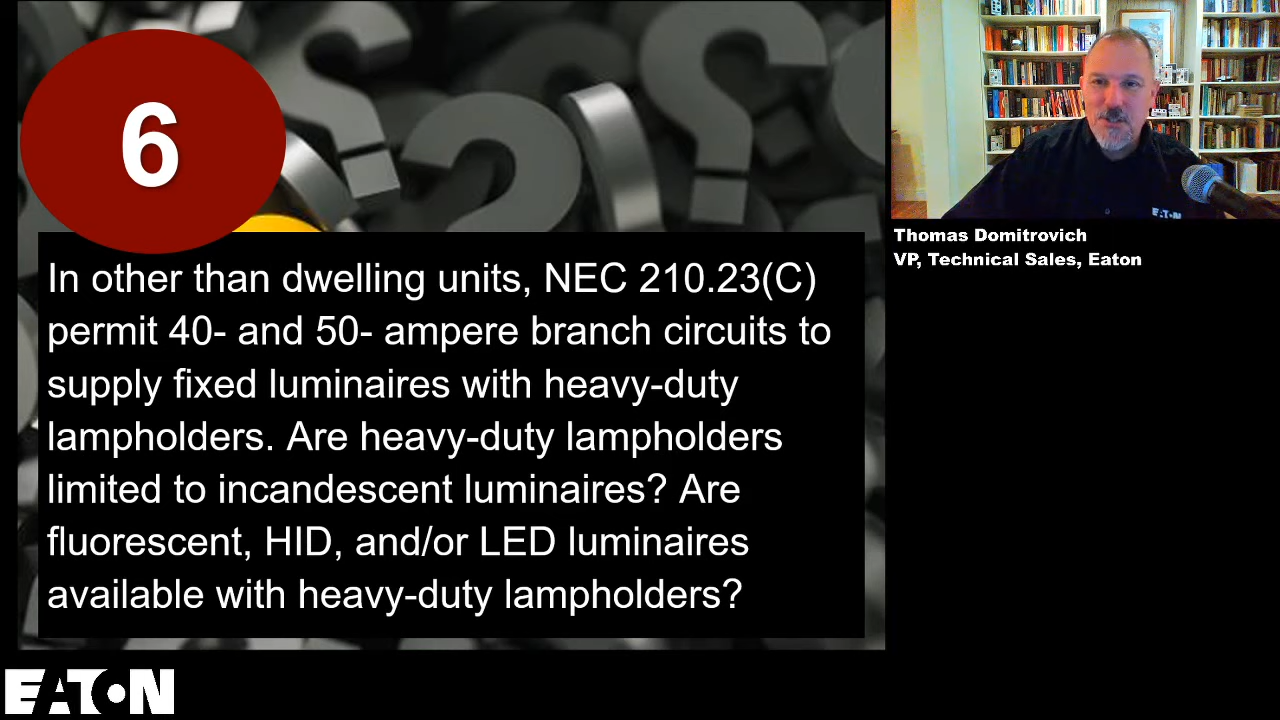 6
In other than dwelling units, NEC 210.23(C)
permit 40- and 50- ampere branch circuits to
supply fixed luminaires with heavy-duty
lampholders. Are heavy-duty lampholders
limited to incandescent luminaires? Are
fluorescent, HID, and/or LED luminaires
available with heavy-duty lampholders?
EATON
Thomas Domitrovich
VP, Technical Sales, Eaton
EATON